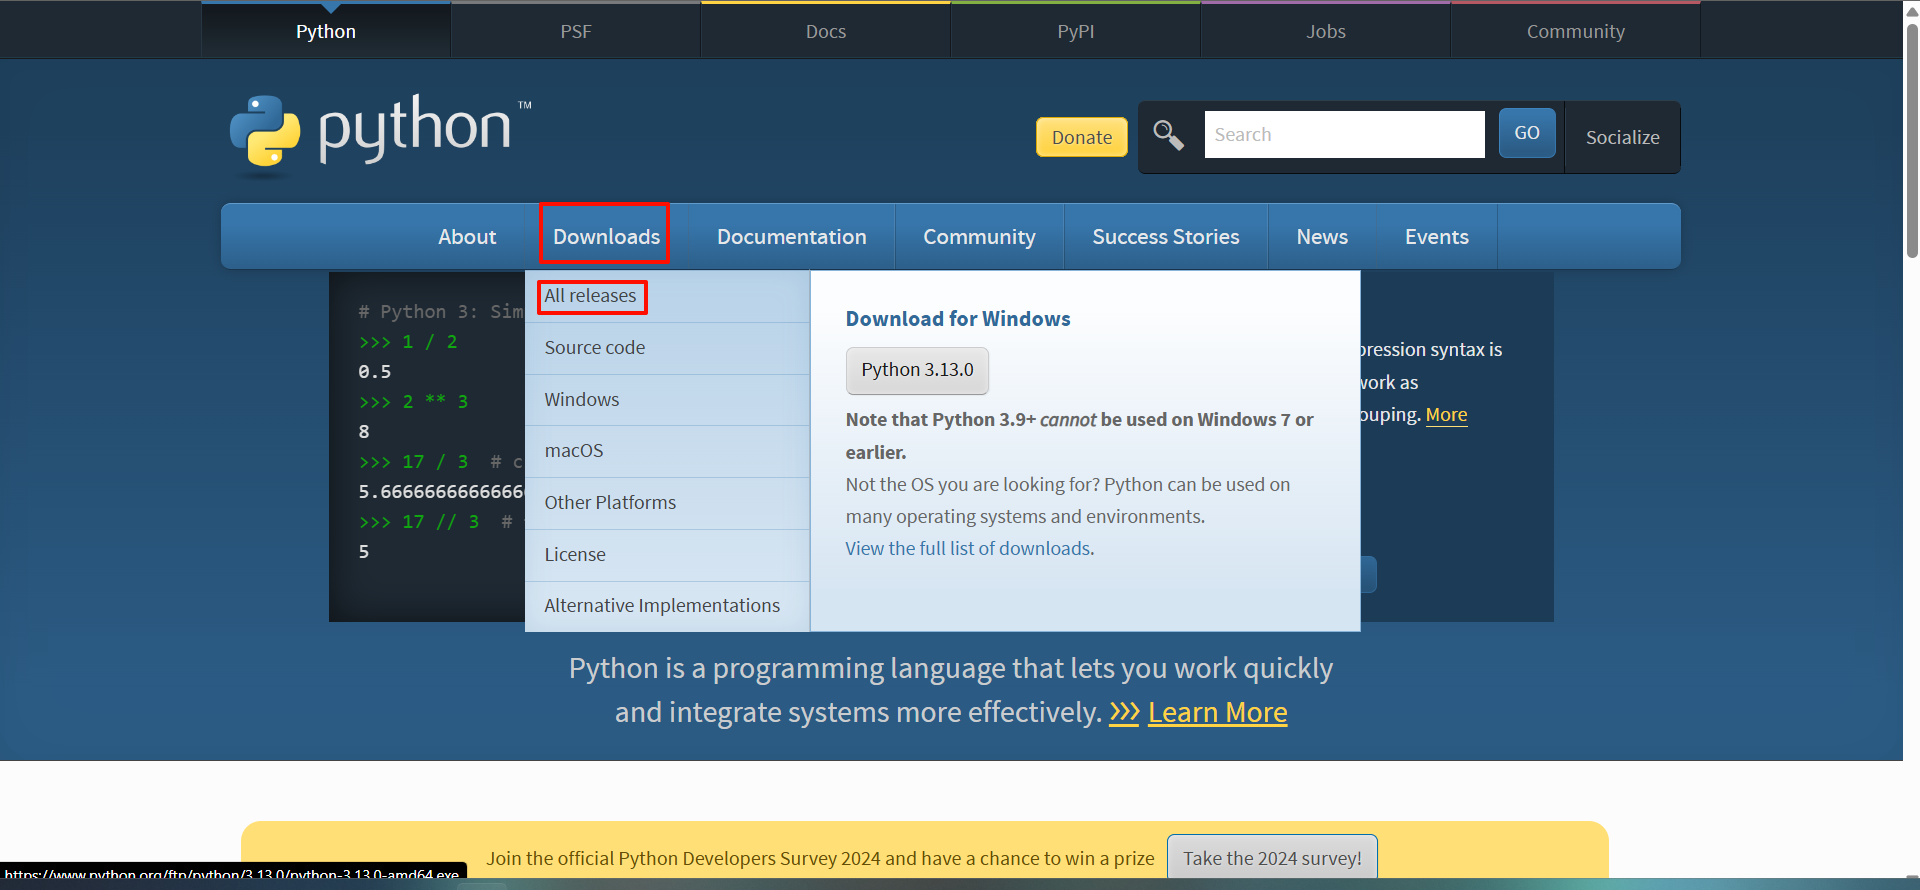 Python
PSF
Docs
PyPI
Jobs
Community
python™
Donate
Search
GO
Socialize
About
Downloads
Documentation
Community
Success Stories
News
Events
All releases
Source code
Windows
macOS
Other Platforms
License
Alternative Implementations
Download for Windows
Python 3.13.0
Note that Python 3.9+ cannot be used on Windows 7 or
earlier.
Not the OS you are looking for? Python can be used on
many operating systems and environments.
View the full list of downloads.
# Python 3: Sim
>>> 1 / 2
0.5
>>> 2 ** 3
8
>>> 17 / 3 # c
5.666666666666666
>>> 17 // 3 #
5
pression syntax is
work as
ouping. More
Python is a programming language that lets you work quickly
and integrate systems more effectively. >>> Learn More
Join the official Python Developers Survey 2024 and have a chance to win a prize
Take the 2024 survey!
https://www.python.org/ftp/python/3.13.0/python-3.13.0-amd64.exe